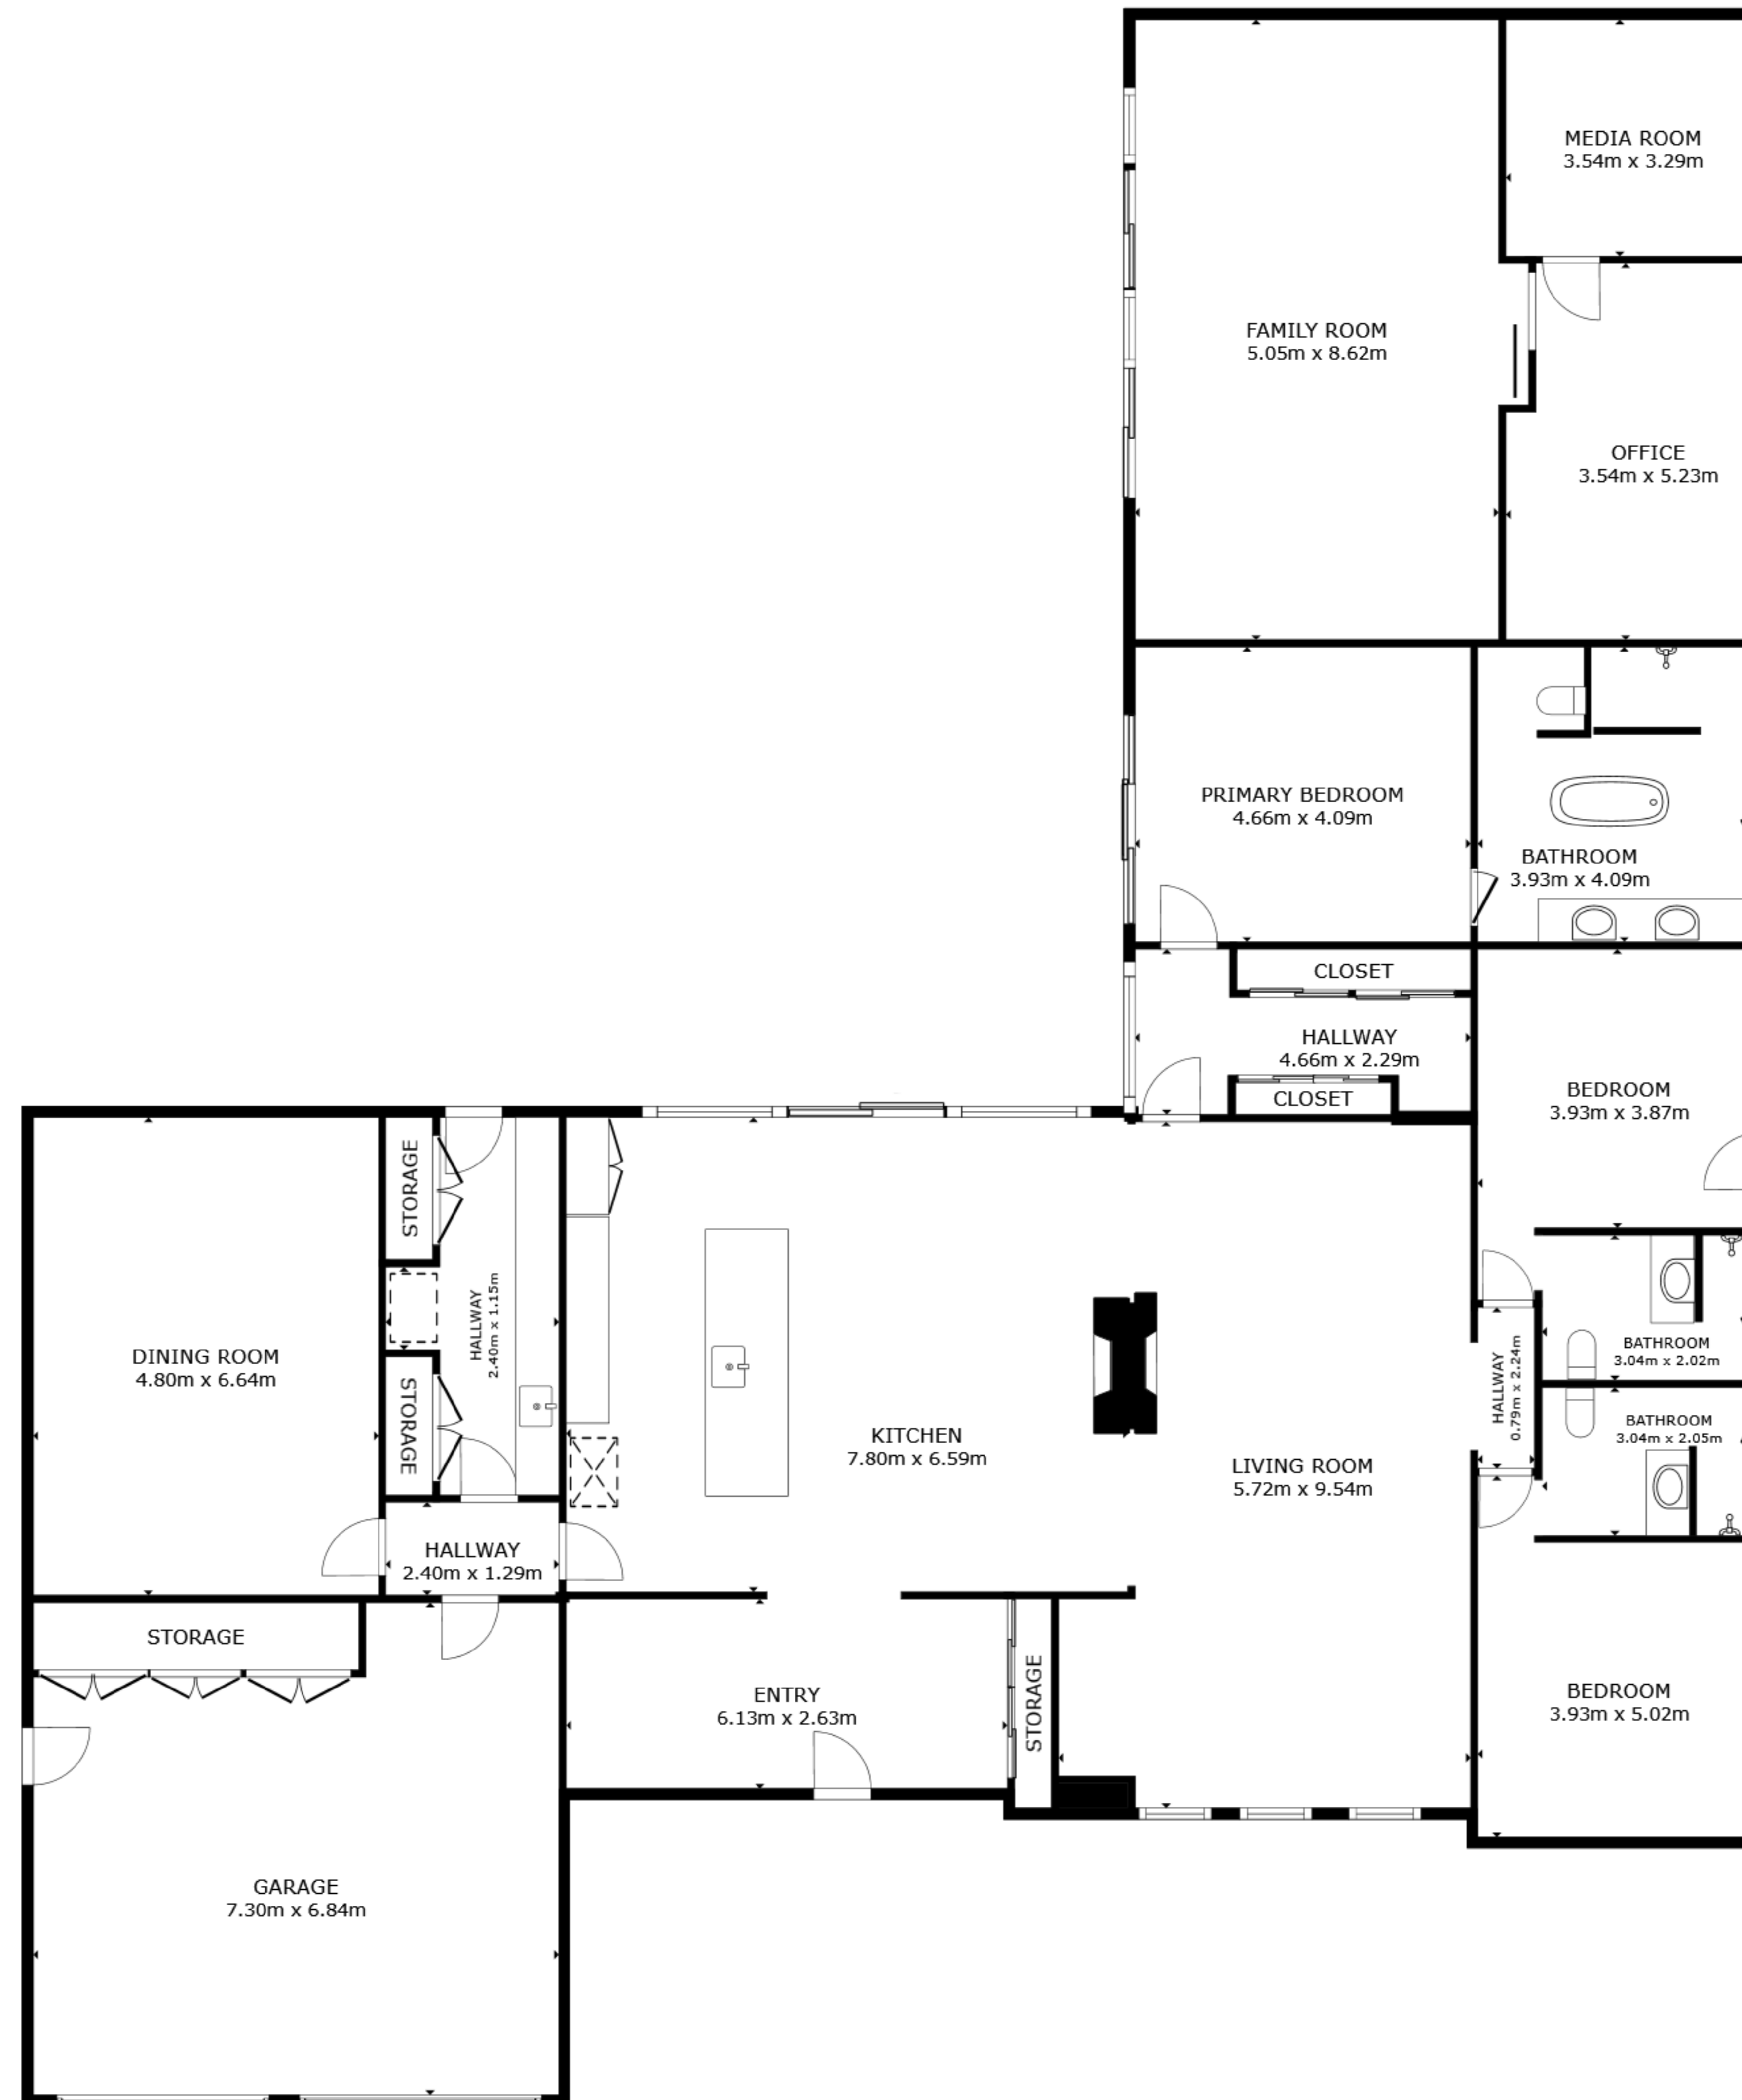 MEDIA ROOM
3.54m x 3.29m
FAMILY ROOM
5.05m x 8.62m
OFFICE
3.54m x 5.23m
PRIMARY BEDROOM
4.66m x 4.09m
BATHROOM
3.93m x 4.09m
CLOSET
HALLWAY
4.66m x 2.29m
CLOSET
BEDROOM
3.93m x 3.87m
STORAGE
HALLWAY
2.40m x 1.15m
DINING ROOM
4.80m x 6.64m
STORAGE
KITCHEN
7.80m x 6.59m
LIVING ROOM
5.72m x 9.54m
HALLWAY
0.79m x 2.24m
BATHROOM
3.04m x 2.02m
BATHROOM
3.04m x 2.05m
HALLWAY
2.40m x 1.29m
STORAGE
ENTRY
6.13m x 2.63m
STORAGE
BEDROOM
3.93m x 5.02m
GARAGE
7.30m x 6.84m